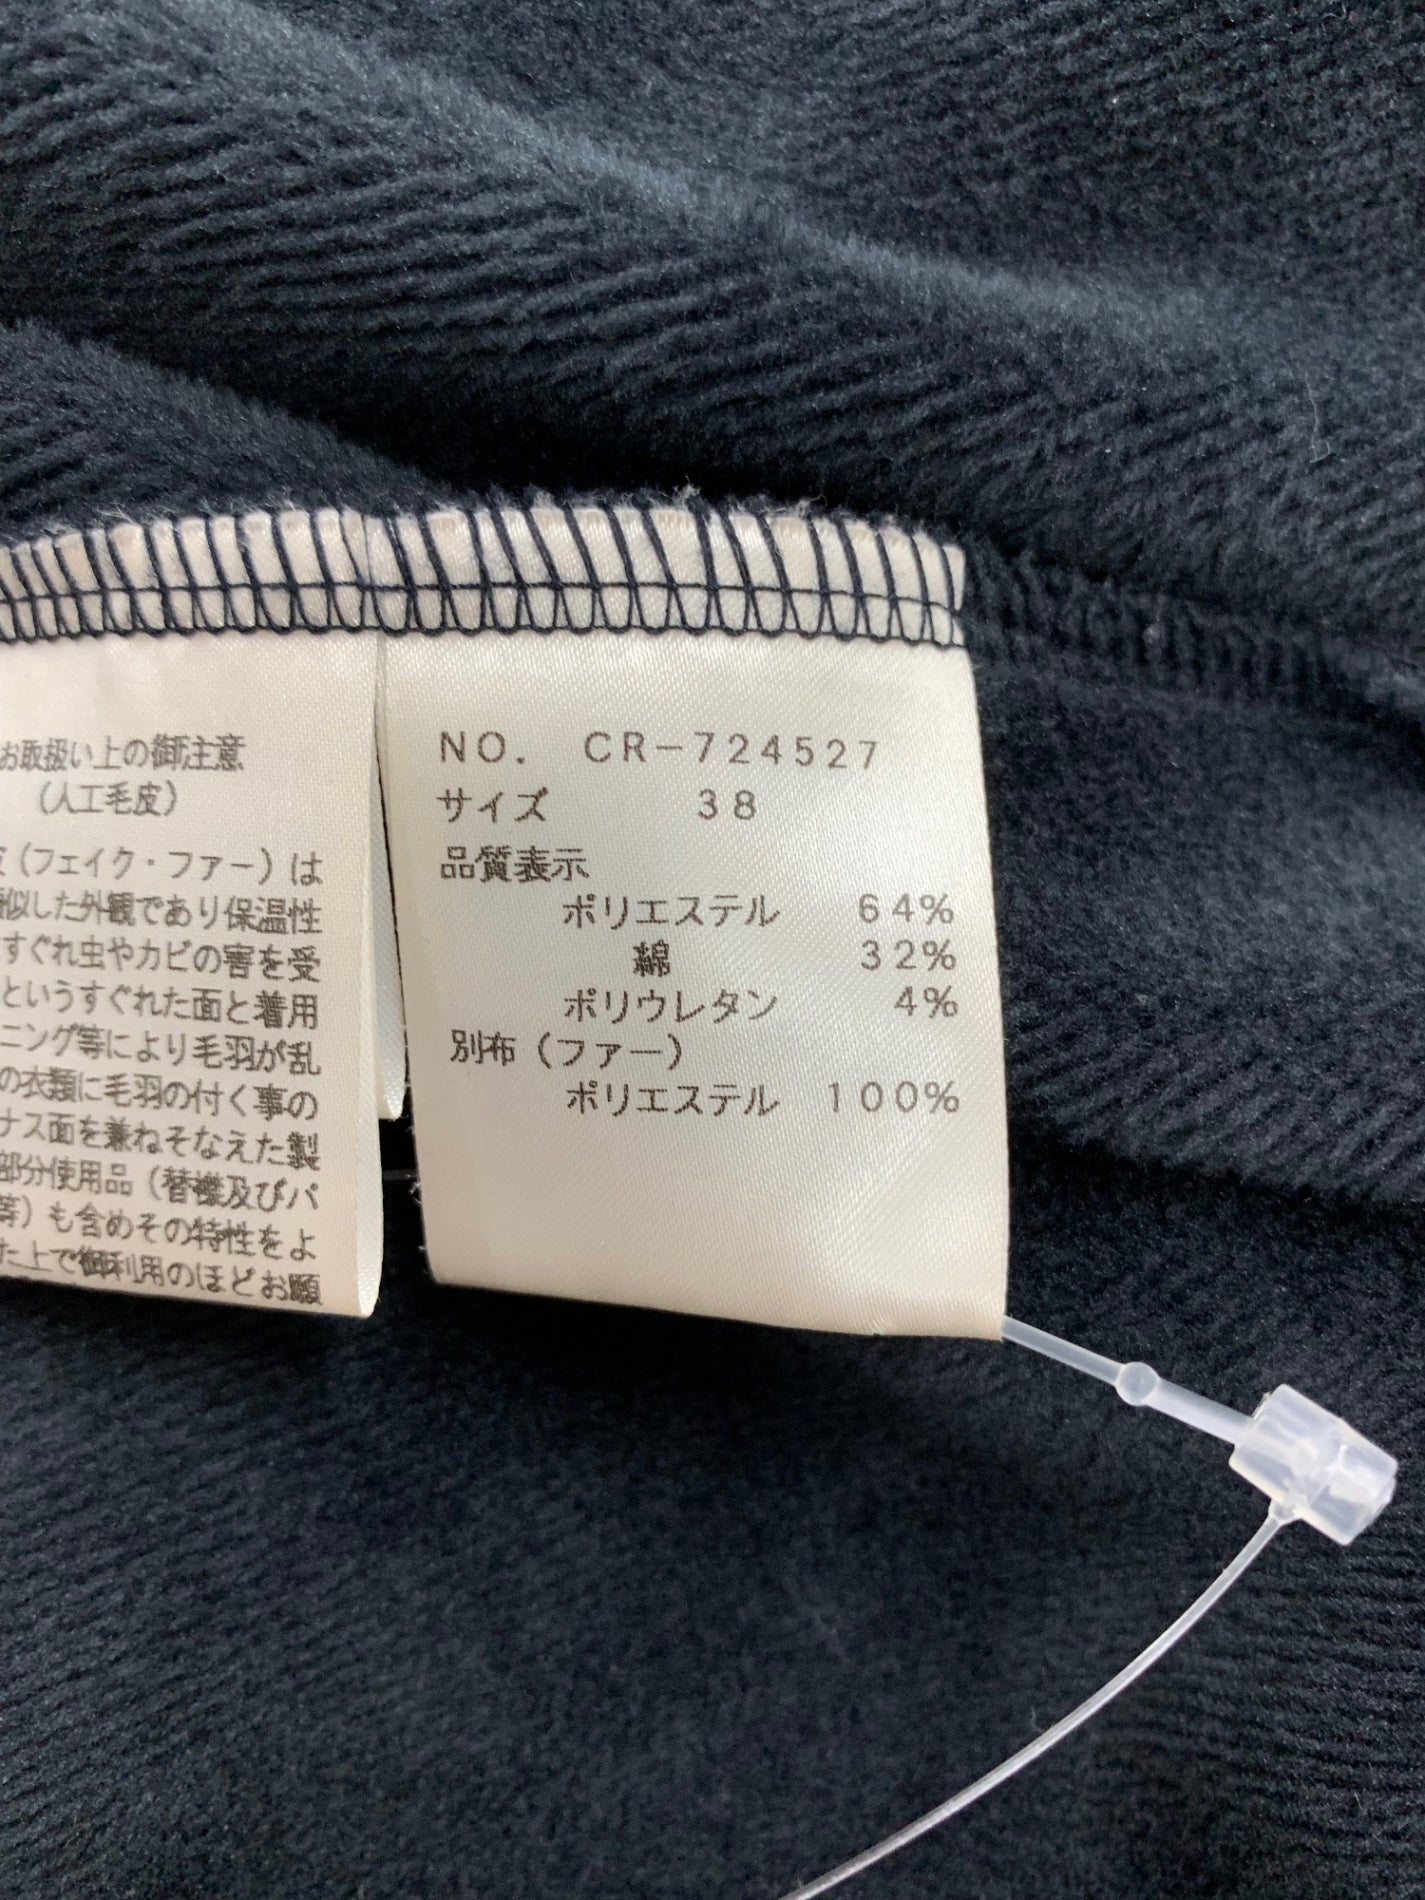 お取扱い上の御注意
(人工毛皮)
(フェイク・ファー)は
似した外観であり保温性
すぐれ虫やカビの害を受
というすぐれた面と着用
ニング等により毛羽が乱
の衣類に毛羽の付く事の
ナス面を兼ねそなえた製
部分使用品(替襟及びパ
等)も含めその特性をよ
た上で御利用のほどお願
NO. CR-724527
サイズ 38
品質表示
ポリエステル 64%
綿 32%
ポリウレタン 4%
別布(ファー)
ポリエステル 100%